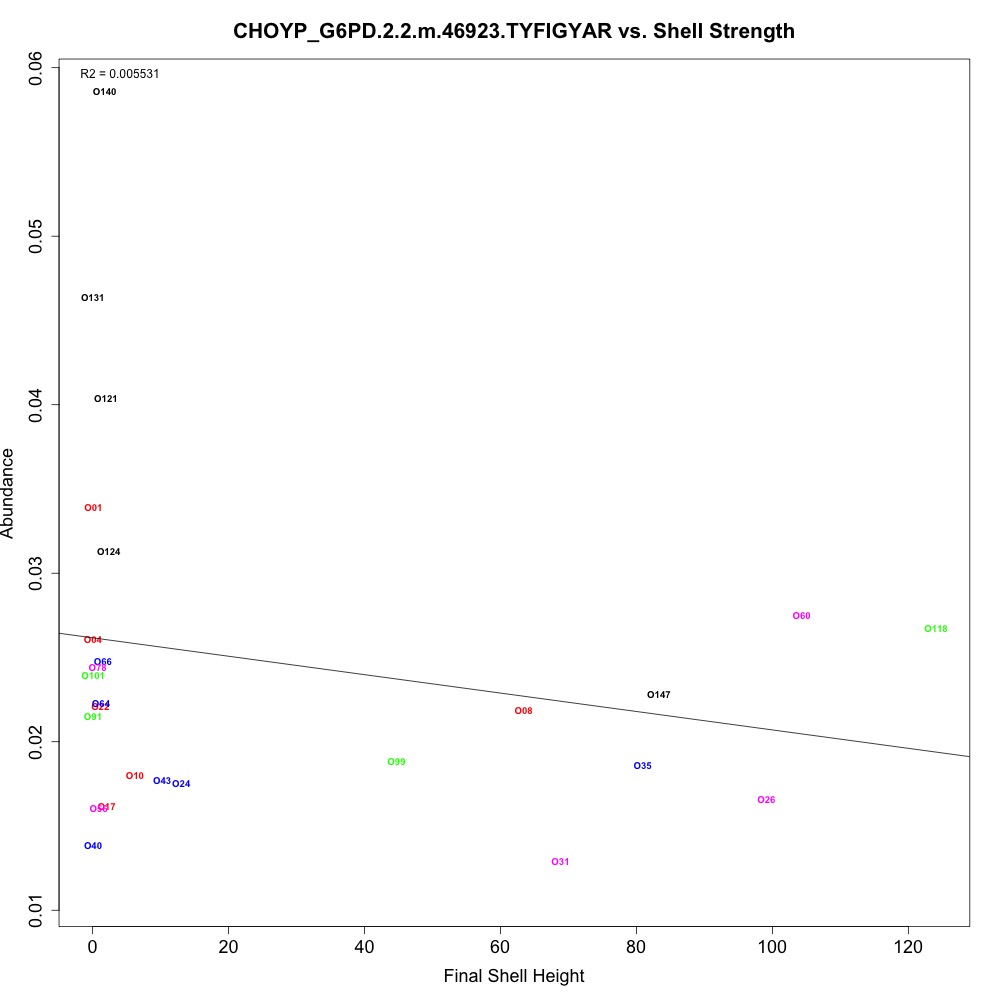 CHOYP_G6PD.2.2.m.46923.TYFIGYAR vs. Shell Strength
R2 = 0.005531
0.06
O140
0.05
O131
0.04
O121
Abundance
O01
O124
0.03
O60
O118
O04
O66
O78
O101
O147
O64
O22
O08
O91
0.02
O99
O35
O10
O43
O24
O26
O17
O40
O31
0.01
0 20 40 60 80 100 120
Final Shell Height